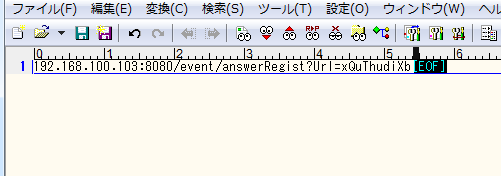 ファイル(F) 編集(E) 変換(C) 検索(S) ツール(T) 設定(O) ウィンドウ(W) ヘル
0 1 2 3 4 5 6
1 192.168.100.103:8080/event/answerRegist?Url=xQuThudiXb[EOF]